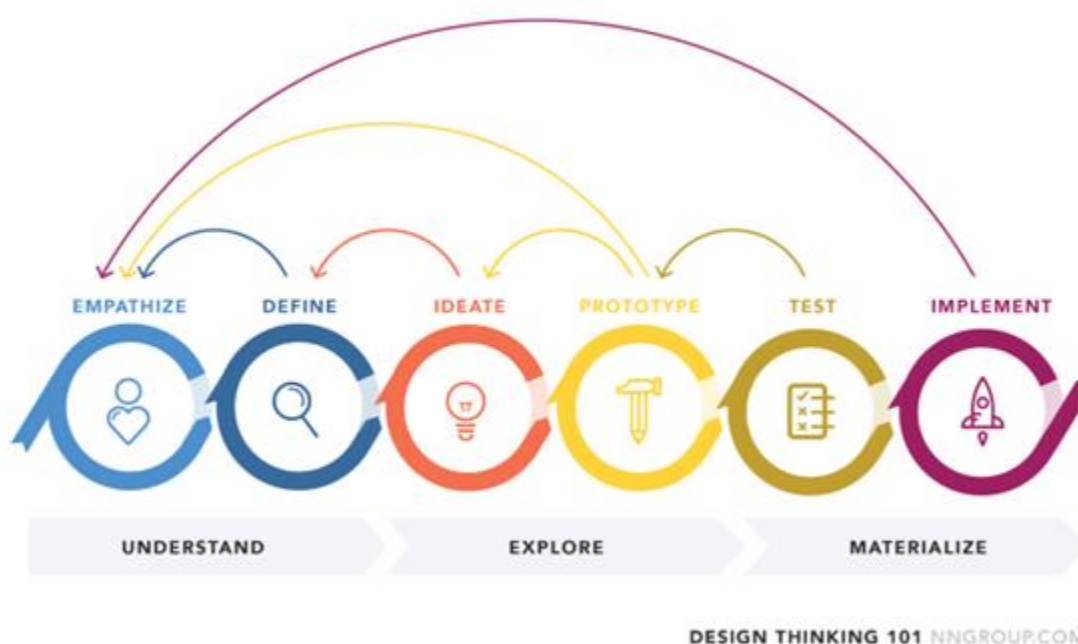 EMPATHIZE DEFINE IDEATE PROTOTYPE TEST IMPLEMENT
UNDERSTAND EXPLORE MATERIALIZE
DESIGN THINKING 101 NNGROUP.COM